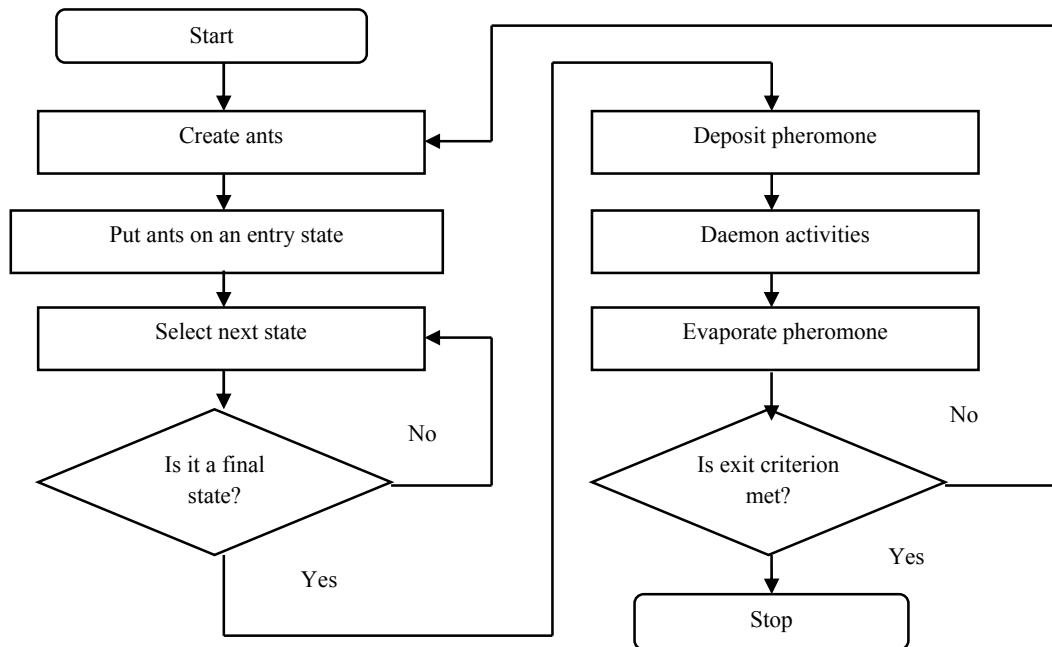 Start
Create ants
Put ants on an entry state
Select next state
No
Is it a final
state?
Yes
Deposit pheromone
Daemon activities
Evaporate pheromone
No
Is exit criterion
met?
Yes
Stop